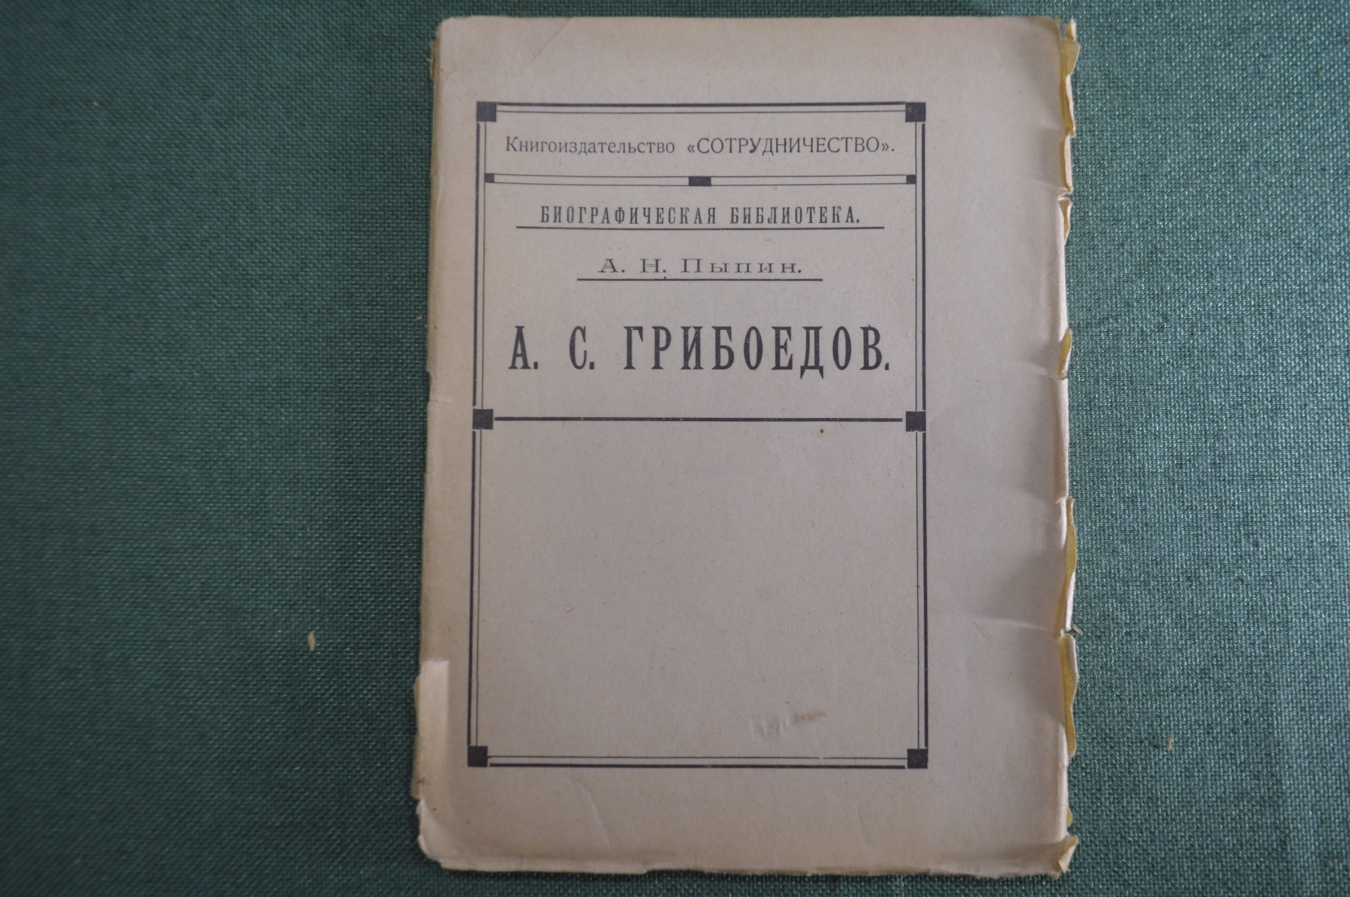 Книгоиздательство «СОТРУДНИЧЕСТВО».
БИОГРАФИЧЕСКАЯ БИБЛИОТЕКА.
А. Н. Пыпин.
А. С. ГРИБОЕДОВ.